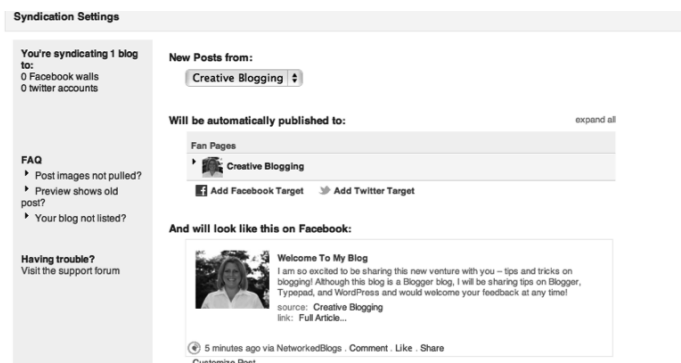 Syndication Settings
You're syndicating 1 blog
to:
0 Facebook walls
0 twitter accounts
FAQ
Post images not pulled?
Preview shows old
post?
Your blog not listed?
Having trouble?
Visit the support forum
New Posts from:
Creative Blogging
Will be automatically published to:
expand all
Fan Pages
Creative Blogging
Add Facebook Target
Add Twitter Target
And will look like this on Facebook:
Welcome To My Blog
I am so excited to be sharing this new venture with you – tips and tricks on
blogging! Although this blog is a Blogger blog, I will be sharing tips on Blogger,
Typepad, and WordPress and would welcome your feedback at any time!
source: Creative Blogging
link: Full Article...
5 minutes ago via NetworkedBlogs . Comment . Like . Share
Customize Post